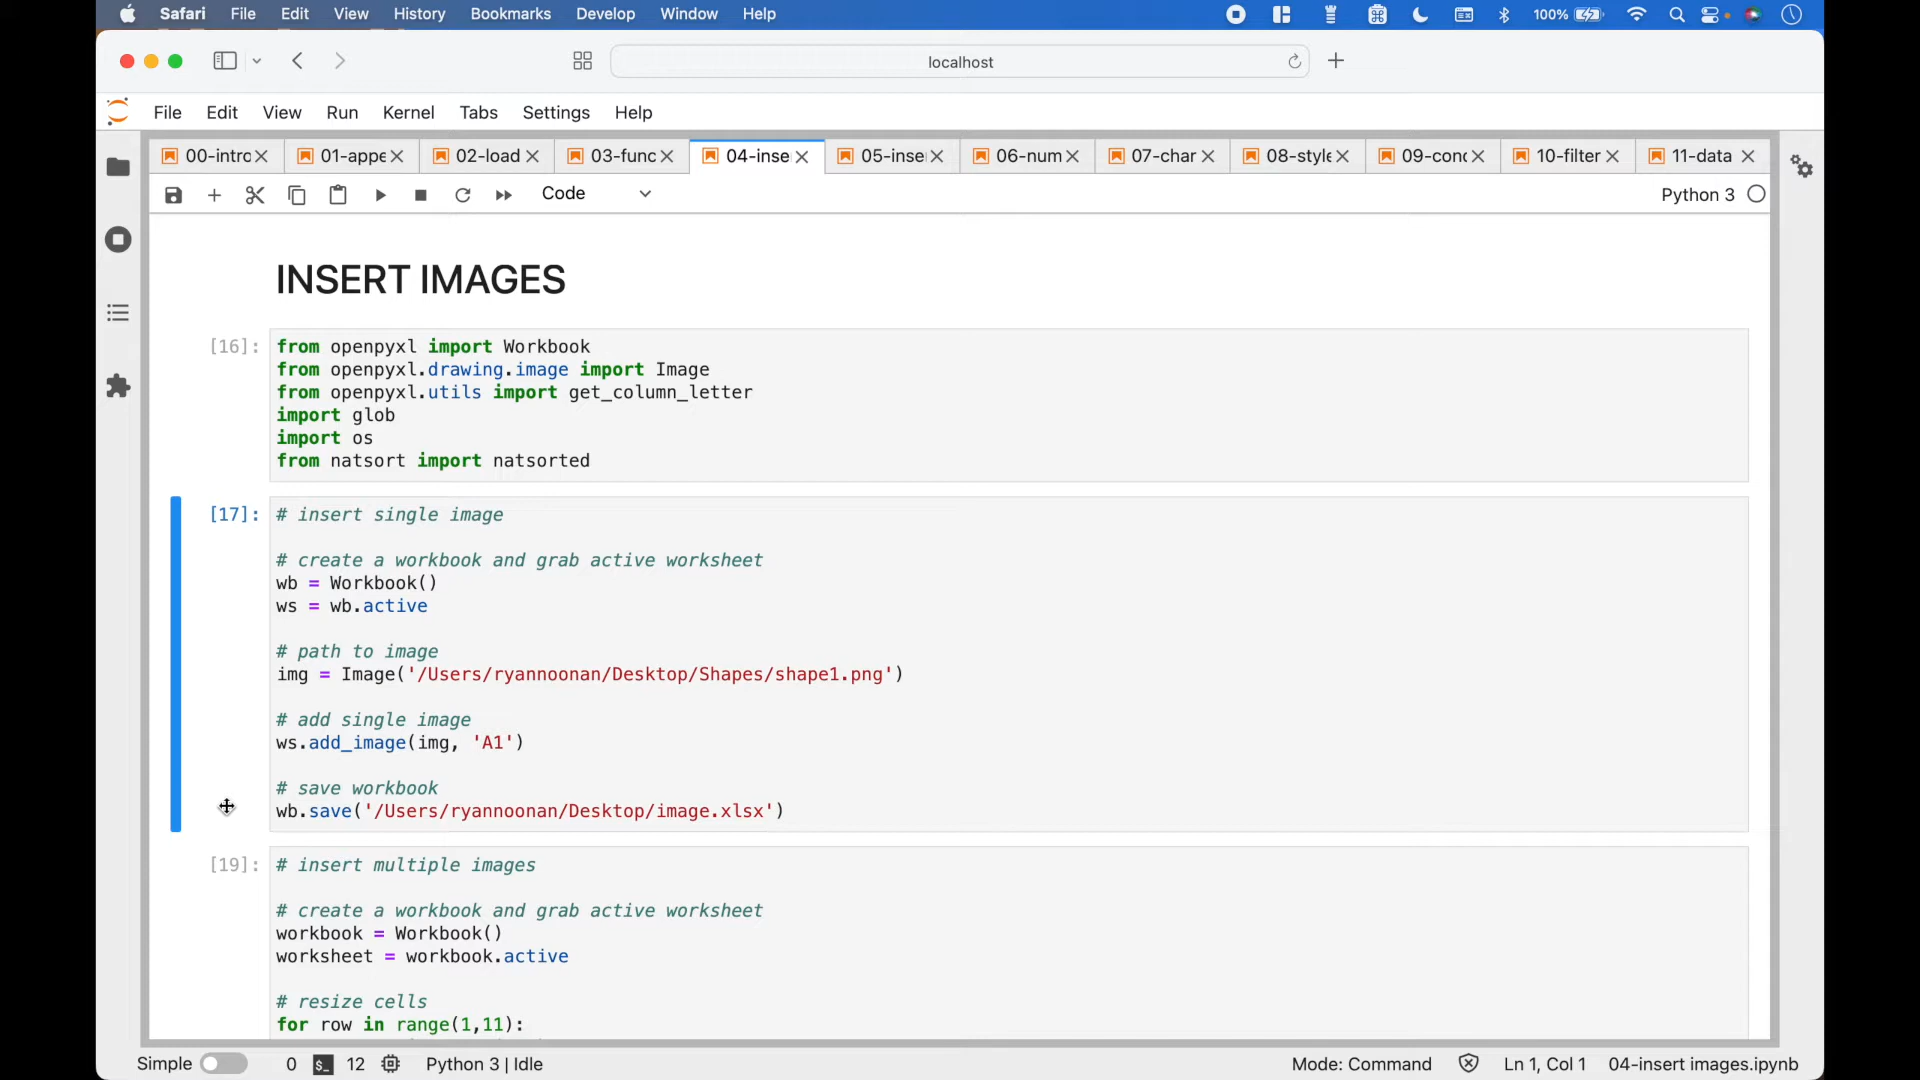 Safari File Edit View History Bookmarks Develop Window Help 100%
localhost
File Edit View Run Kernel Tabs Settings Help
00-intro 01-appe 02-load 03-func 04-inse 05-inse 06-num 07-char 08-style 09-conc 10-filter 11-data
Code Python 3
INSERT IMAGES
[16]: from openpyxl import Workbook
from openpyxl.drawing.image import Image
from openpyxl.utils import get_column_letter
import glob
import os
from natsort import natsorted
[17]: # insert single image
# create a workbook and grab active worksheet
wb = Workbook()
ws = wb.active
# path to image
img = Image('/Users/ryannoonan/Desktop/Shapes/shape1.png')
# add single image
ws.add_image(img, 'A1')
# save workbook
wb.save('/Users/ryannoonan/Desktop/image.xlsx')
[19]: # insert multiple images
# create a workbook and grab active worksheet
workbook = Workbook()
worksheet = workbook.active
# resize cells
for row in range(1,11):
Simple 0 $_ 12 Python 3 | Idle Mode: Command Ln 1, Col 1 04-insert images.ipynb